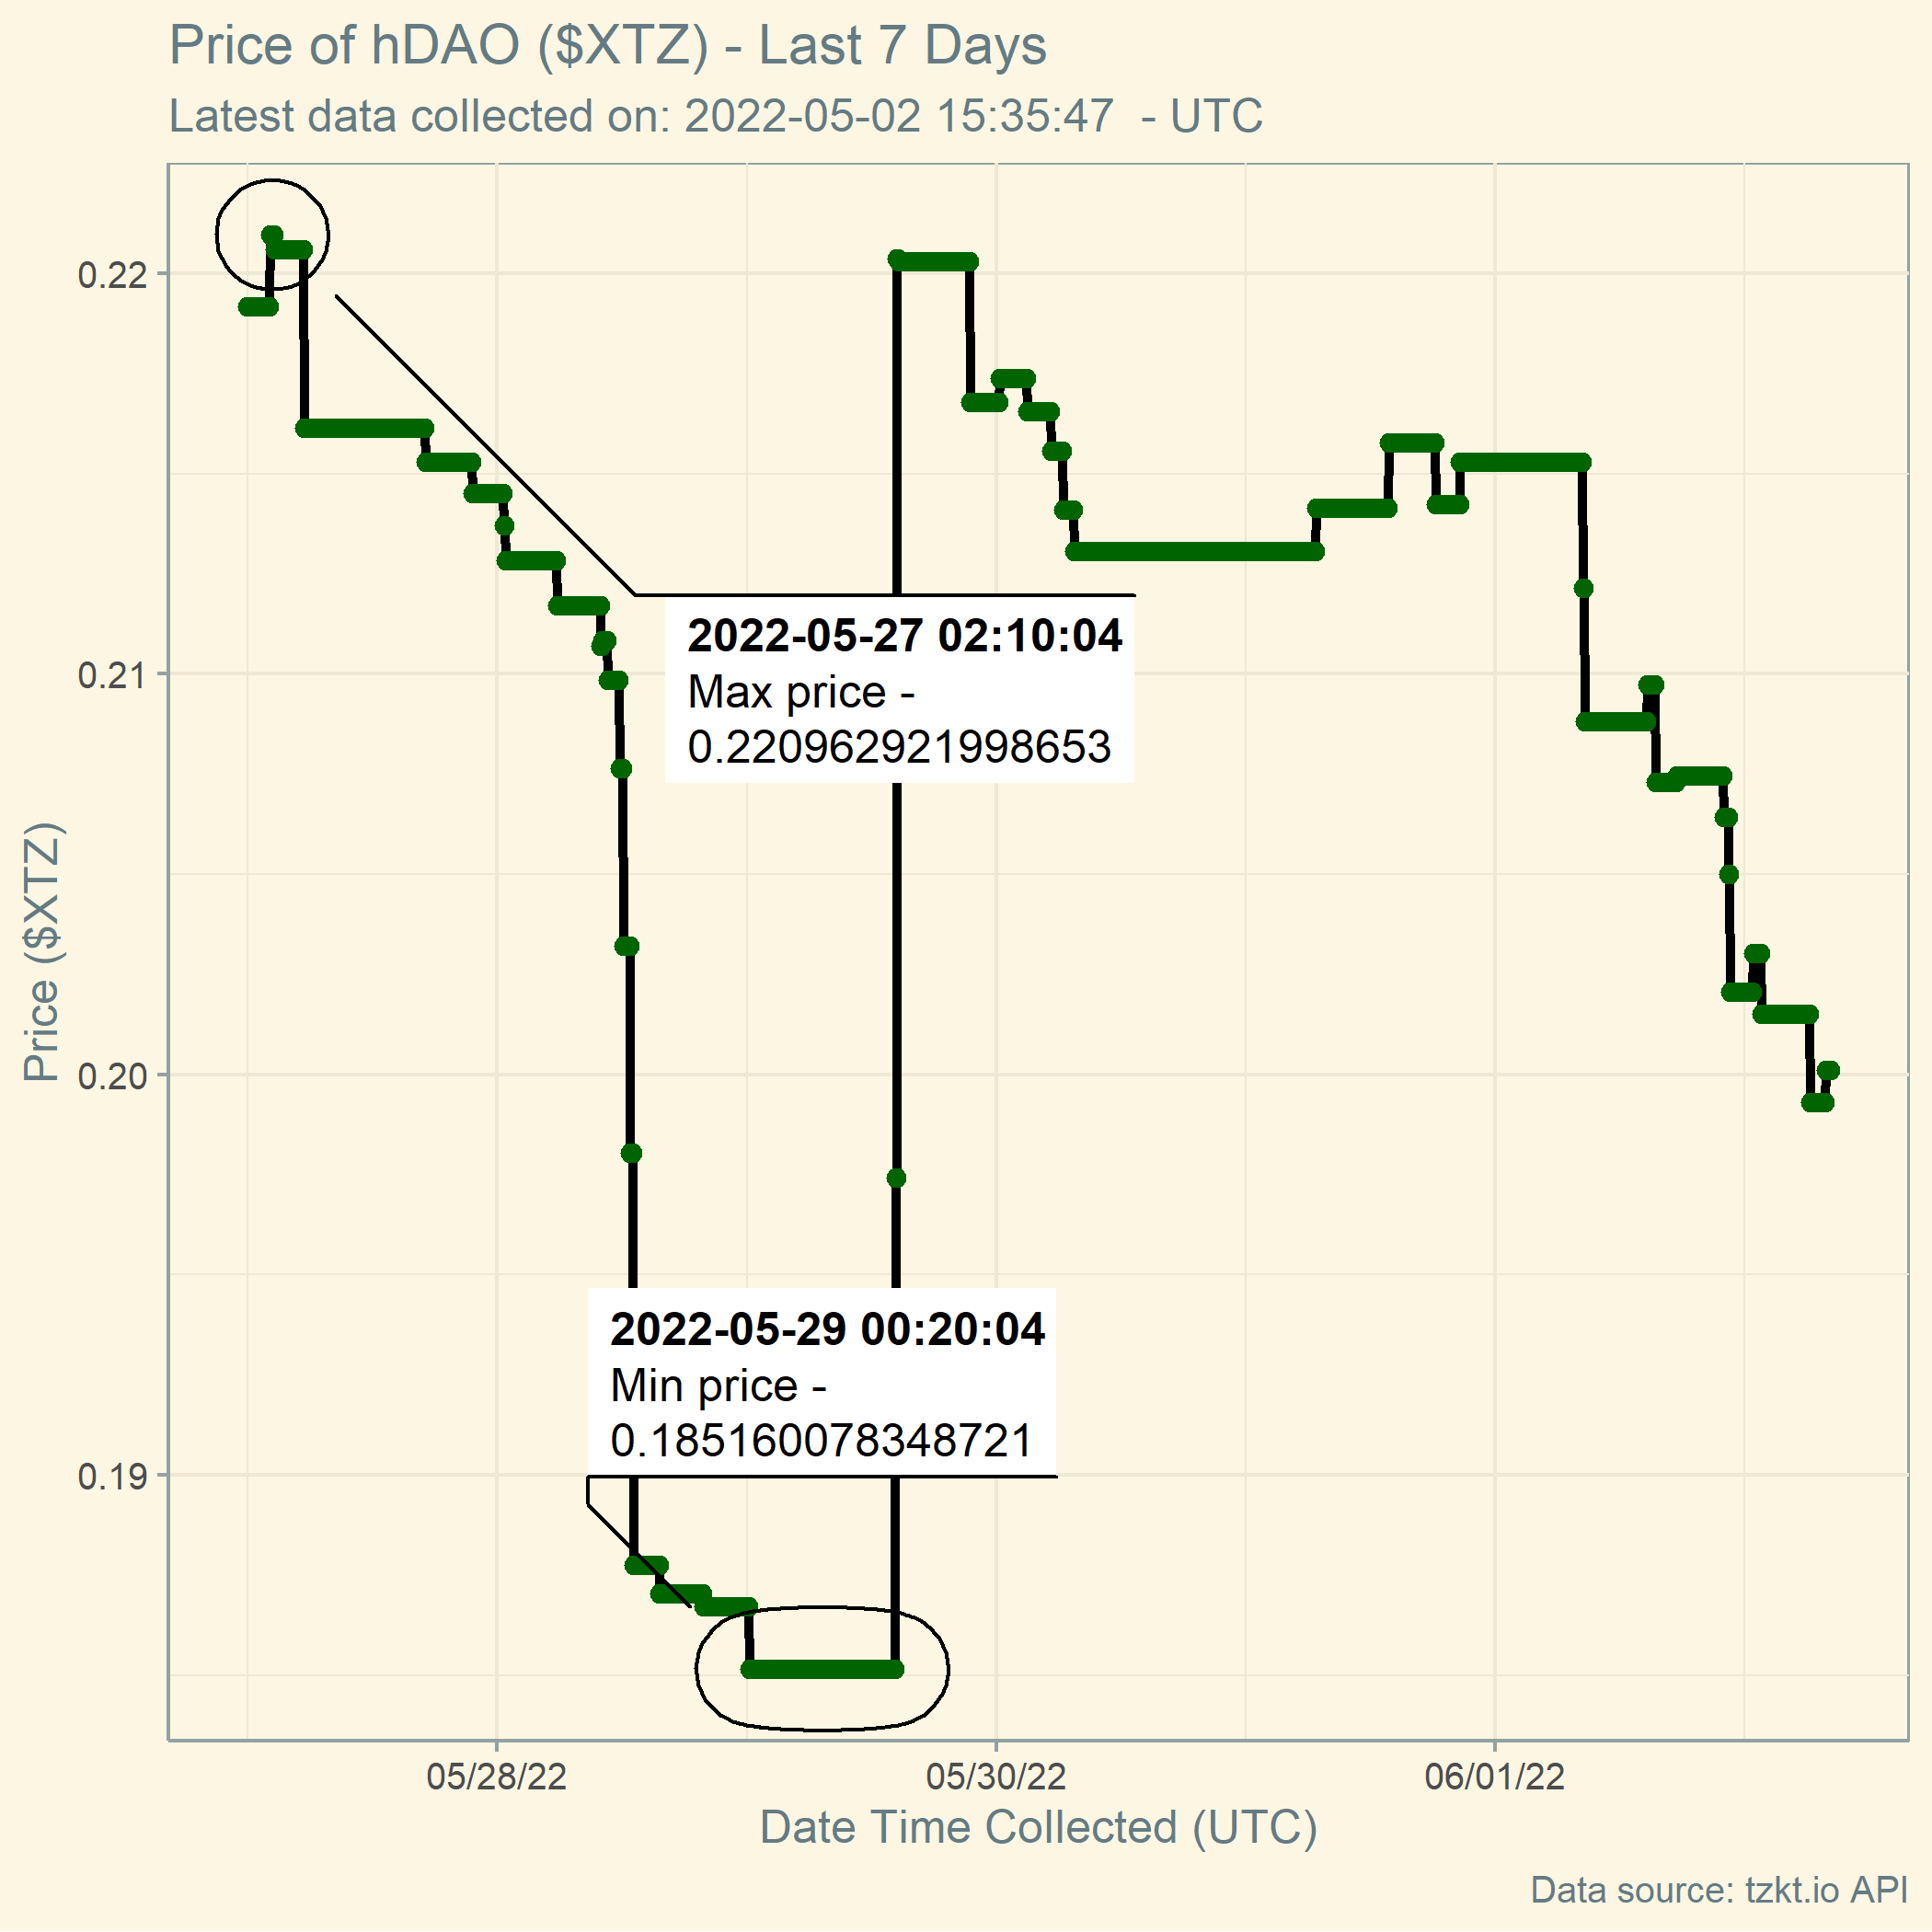 Price of hDAO ($XTZ) - Last 7 Days
Latest data collected on: 2022-05-02 15:35:47  - UTC
0.22
0.21
0.20
0.19
Price ($XTZ)
2022-05-27 02:10:04
Max price -
0.220962921998653
2022-05-29 00:20:04
Min price -
0.185160078348721
05/28/22
05/30/22
06/01/22
Date Time Collected (UTC)
Data source: tzkt.io API